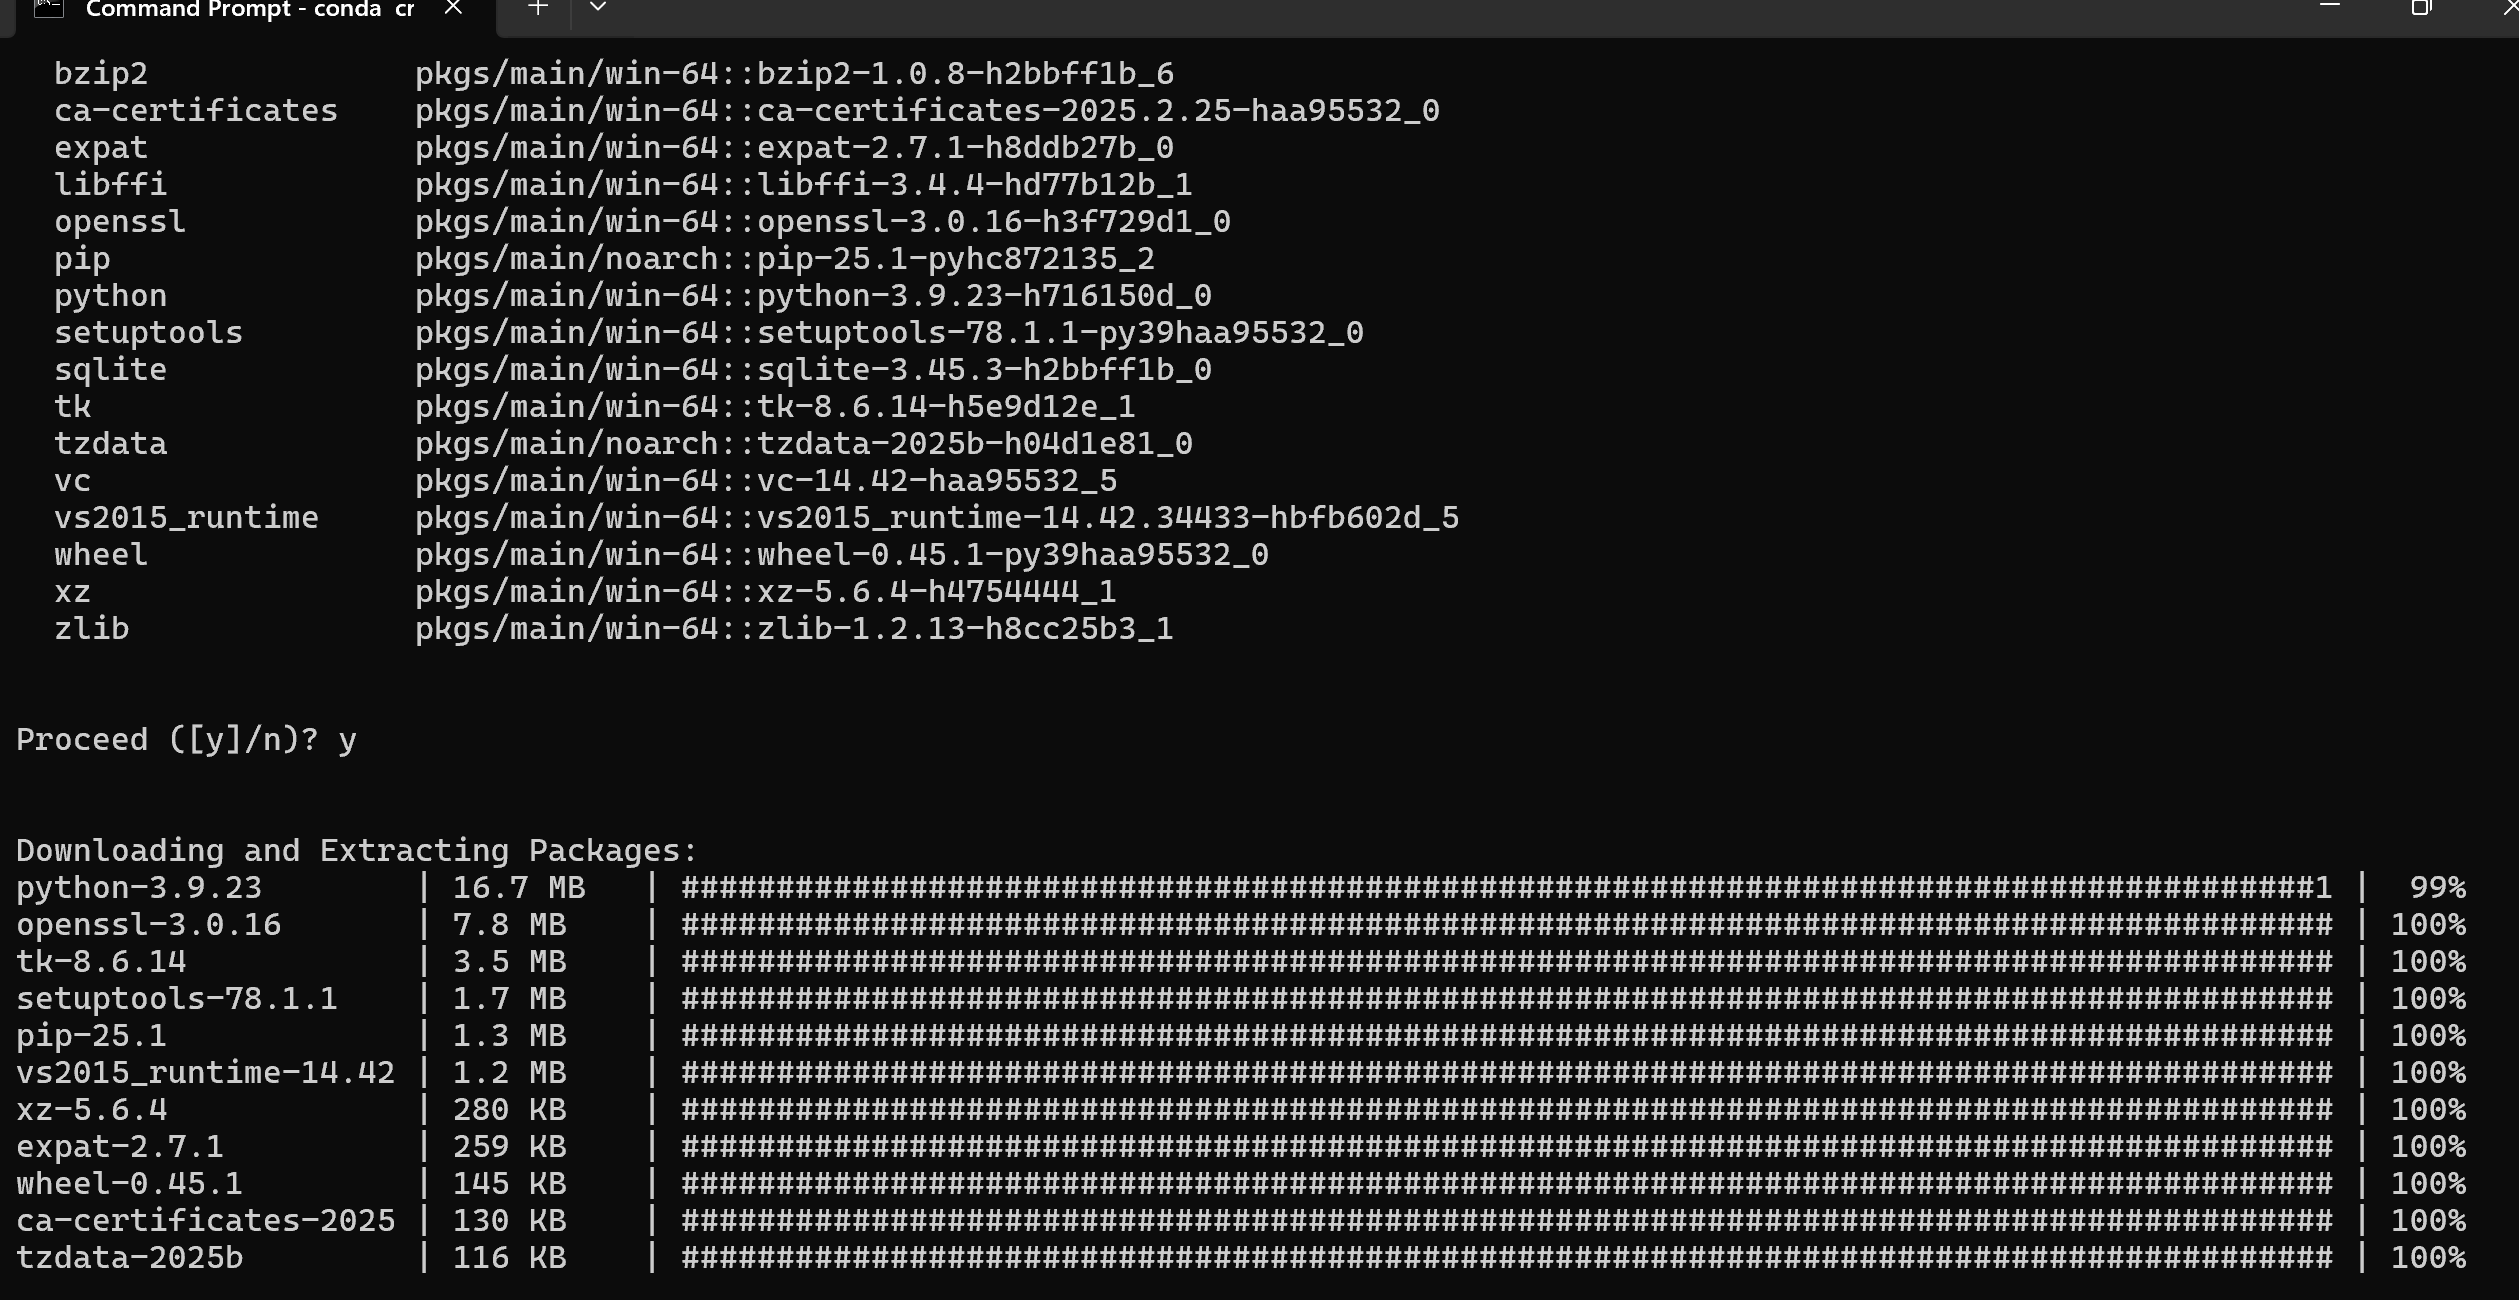 Command Prompt - conda cr
bzip2 pkgs/main/win-64::bzip2-1.0.8-h2bbff1b_6
ca-certificates pkgs/main/win-64::ca-certificates-2025.2.25-haa95532_0
expat pkgs/main/win-64::expat-2.7.1-h8ddb27b_0
libffi pkgs/main/win-64::libffi-3.4.4-hd77b12b_1
openssl pkgs/main/win-64::openssl-3.0.16-h3f729d1_0
pip pkgs/main/noarch::pip-25.1-pyhc872135_2
python pkgs/main/win-64::python-3.9.23-h716150d_0
setuptools pkgs/main/win-64::setuptools-78.1.1-py39haa95532_0
sqlite pkgs/main/win-64::sqlite-3.45.3-h2bbff1b_0
tk pkgs/main/win-64::tk-8.6.14-h5e9d12e_1
tzdata pkgs/main/noarch::tzdata-2025b-h04d1e81_0
vc pkgs/main/win-64::vc-14.42-haa95532_5
vs2015_runtime pkgs/main/win-64::vs2015_runtime-14.42.34433-hbfb602d_5
wheel pkgs/main/win-64::wheel-0.45.1-py39haa95532_0
xz pkgs/main/win-64::xz-5.6.4-h4754444_1
zlib pkgs/main/win-64::zlib-1.2.13-h8cc25b3_1
Proceed ([y]/n)? y
Downloading and Extracting Packages:
python-3.9.23 | 16.7 MB | ######################################################################################1 | 99%
openssl-3.0.16 | 7.8 MB | ####################################################################################### | 100%
tk-8.6.14 | 3.5 MB | ####################################################################################### | 100%
setuptools-78.1.1 | 1.7 MB | ####################################################################################### | 100%
pip-25.1 | 1.3 MB | ####################################################################################### | 100%
vs2015_runtime-14.42 | 1.2 MB | ####################################################################################### | 100%
xz-5.6.4 | 280 KB | ####################################################################################### | 100%
expat-2.7.1 | 259 KB | ####################################################################################### | 100%
wheel-0.45.1 | 145 KB | ####################################################################################### | 100%
ca-certificates-2025 | 130 KB | ####################################################################################### | 100%
tzdata-2025b | 116 KB | ####################################################################################### | 100%